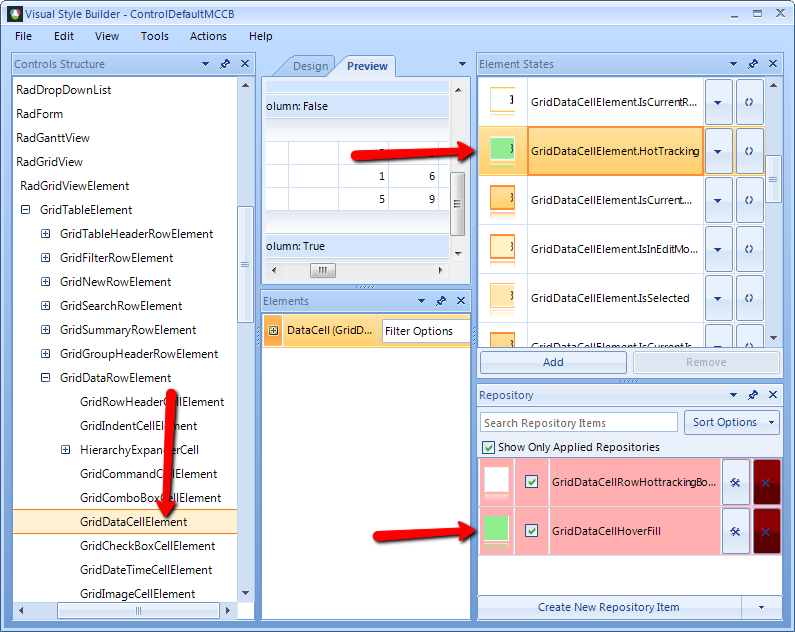 Visual Style Builder - ControlDefaultMCCB
File Edit View Tools Actions Help
Controls Structure
RadDropDownList
RadForm
RadGanttView
RadGridView
RadGridViewElement
GridTableElement
GridTableHeaderRowElement
GridFilterRowElement
GridNewRowElement
GridSearchRowElement
GridSummaryRowElement
GridGroupHeaderRowElement
GridDataRowElement
GridRowHeaderCellElement
GridIndentCellElement
HierarchyExpanderCell
GridCommandCellElement
GridComboBoxCellElement
GridDataCellElement
GridCheckBoxCellElement
GridDateTimeCellElement
GridImageCellElement
Design Preview
olumn: False
1 6
5 9
olumn: True
Elements
DataCell (GridD... Filter Options
Element States
GridDataCellElement.IsCurrentR...
GridDataCellElement.HotTracking
GridDataCellElement.IsCurrent....
GridDataCellElement.IsInEditMo...
GridDataCellElement.IsSelected
GridDataCellElement.IsCurrentIs...
Add Remove
Repository
Search Repository Items Sort Options
Show Only Applied Repositories
GridDataCellRowHottrackingBo...
GridDataCellHoverFill
Create New Repository Item